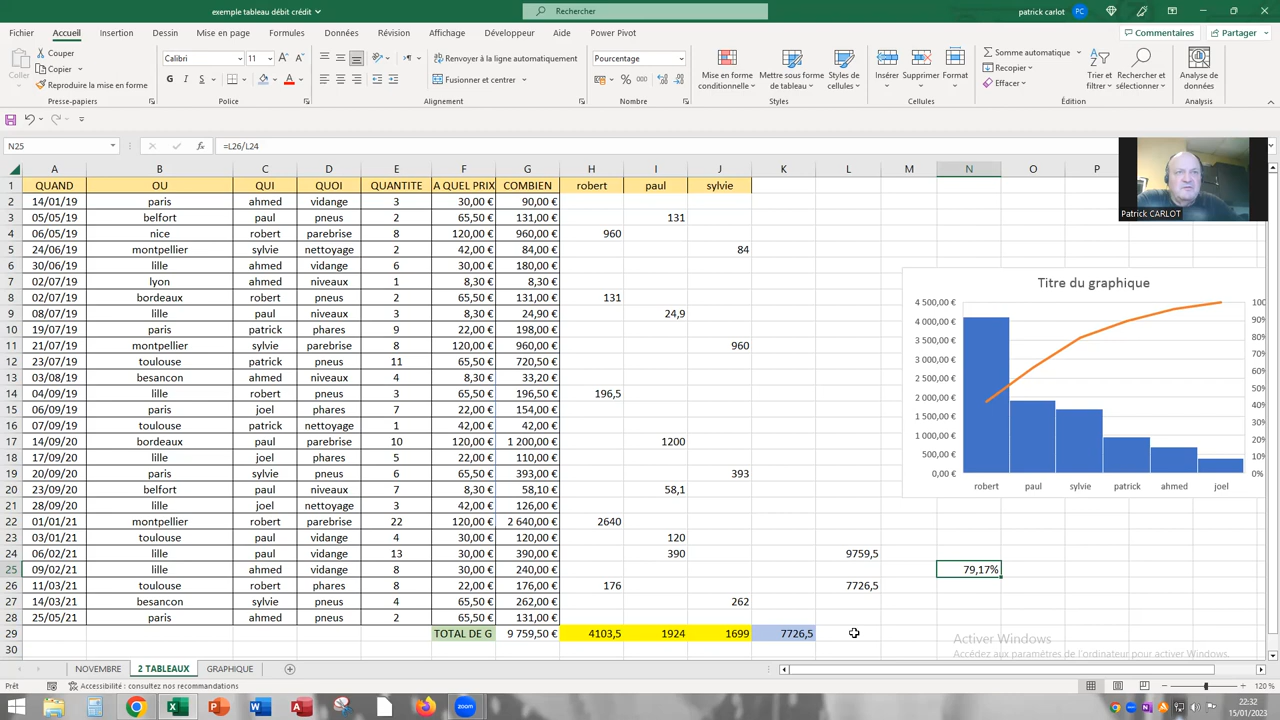 exemple tableau débit crédit
Rechercher
patrick carlot
PC
Fichier Accueil Insertion Dessin Mise en page Formules Données Révision Affichage Développeur Aide Power Pivot
Commentaires Partager
Coller
Couper
Copier
Reproduire la mise en forme
Presse-papiers
Calibri 11
G I S
Police
Renvoyer à la ligne automatiquement
Fusionner et centrer
Alignement
Pourcentage
Nombre
Mise en forme conditionnelle
Mettre sous forme de tableau
Styles de cellules
Styles
Insérer Supprimer Format
Cellules
Somme automatique
Recopier
Effacer
Trier et filtrer
Rechercher et sélectionner
Édition
Analyse de données
Analysis
N25 =L26/L24
A B C D E F G H I J K L M N O P
1 QUAND OU QUI QUOI QUANTITE A QUEL PRIX COMBIEN robert paul sylvie
2 14/01/19 paris ahmed vidange 3 30,00 € 90,00 €
3 05/05/19 belfort paul pneus 2 65,50 € 131,00 € 131
4 06/05/19 nice robert parebrise 8 120,00 € 960,00 € 960
5 24/06/19 montpellier sylvie nettoyage 2 42,00 € 84,00 € 84
6 30/06/19 lille ahmed vidange 6 30,00 € 180,00 €
7 02/07/19 lyon ahmed niveaux 1 8,30 € 8,30 €
8 02/07/19 bordeaux robert pneus 2 65,50 € 131,00 € 131
9 08/07/19 lille paul niveaux 3 8,30 € 24,90 € 24,9
10 19/07/19 paris patrick phares 9 22,00 € 198,00 €
11 21/07/19 montpellier sylvie parebrise 8 120,00 € 960,00 € 960
12 23/07/19 toulouse patrick pneus 11 65,50 € 720,50 €
13 03/08/19 besancon ahmed niveaux 4 8,30 € 33,20 €
14 04/09/19 lille robert pneus 3 65,50 € 196,50 € 196,5
15 06/09/19 paris joel phares 7 22,00 € 154,00 €
16 07/09/19 toulouse patrick nettoyage 1 42,00 € 42,00 €
17 14/09/20 bordeaux paul parebrise 10 120,00 € 1 200,00 € 1200
18 17/09/20 lille joel phares 5 22,00 € 110,00 €
19 20/09/20 paris sylvie pneus 6 65,50 € 393,00 € 393
20 23/09/20 belfort paul niveaux 7 8,30 € 58,10 € 58,1
21 28/09/20 lille joel nettoyage 3 42,00 € 126,00 €
22 01/01/21 montpellier robert parebrise 22 120,00 € 2 640,00 € 2640
23 03/01/21 toulouse paul vidange 4 30,00 € 120,00 € 120
24 06/02/21 lille paul vidange 13 30,00 € 390,00 € 390 9759,5
25 09/02/21 lille ahmed vidange 8 30,00 € 240,00 € 79,17%
26 11/03/21 toulouse robert phares 8 22,00 € 176,00 € 176 7726,5
27 14/03/21 besancon sylvie pneus 4 65,50 € 262,00 € 262
28 25/05/21 paris ahmed pneus 2 65,50 € 131,00 €
29 TOTAL DE G 9 759,50 € 4103,5 1924 1699 7726,5
30
Patrick CARLOT
Titre du graphique
4 500,00 € 100
4 000,00 € 90%
3 500,00 € 80%
3 000,00 € 70%
2 500,00 € 60%
50%
2 000,00 € 40%
1 500,00 € 30%
1 000,00 € 20%
500,00 € 10%
0,00 € 0%
robert paul sylvie patrick ahmed joel
Activer Windows
Accédez aux paramètres de l'ordinateur pour activer Windows.
NOVEMBRE 2 TABLEAUX GRAPHIQUE
Prêt Accessibilité : consultez nos recommandations
120 %
zoom
22:32
15/01/2023